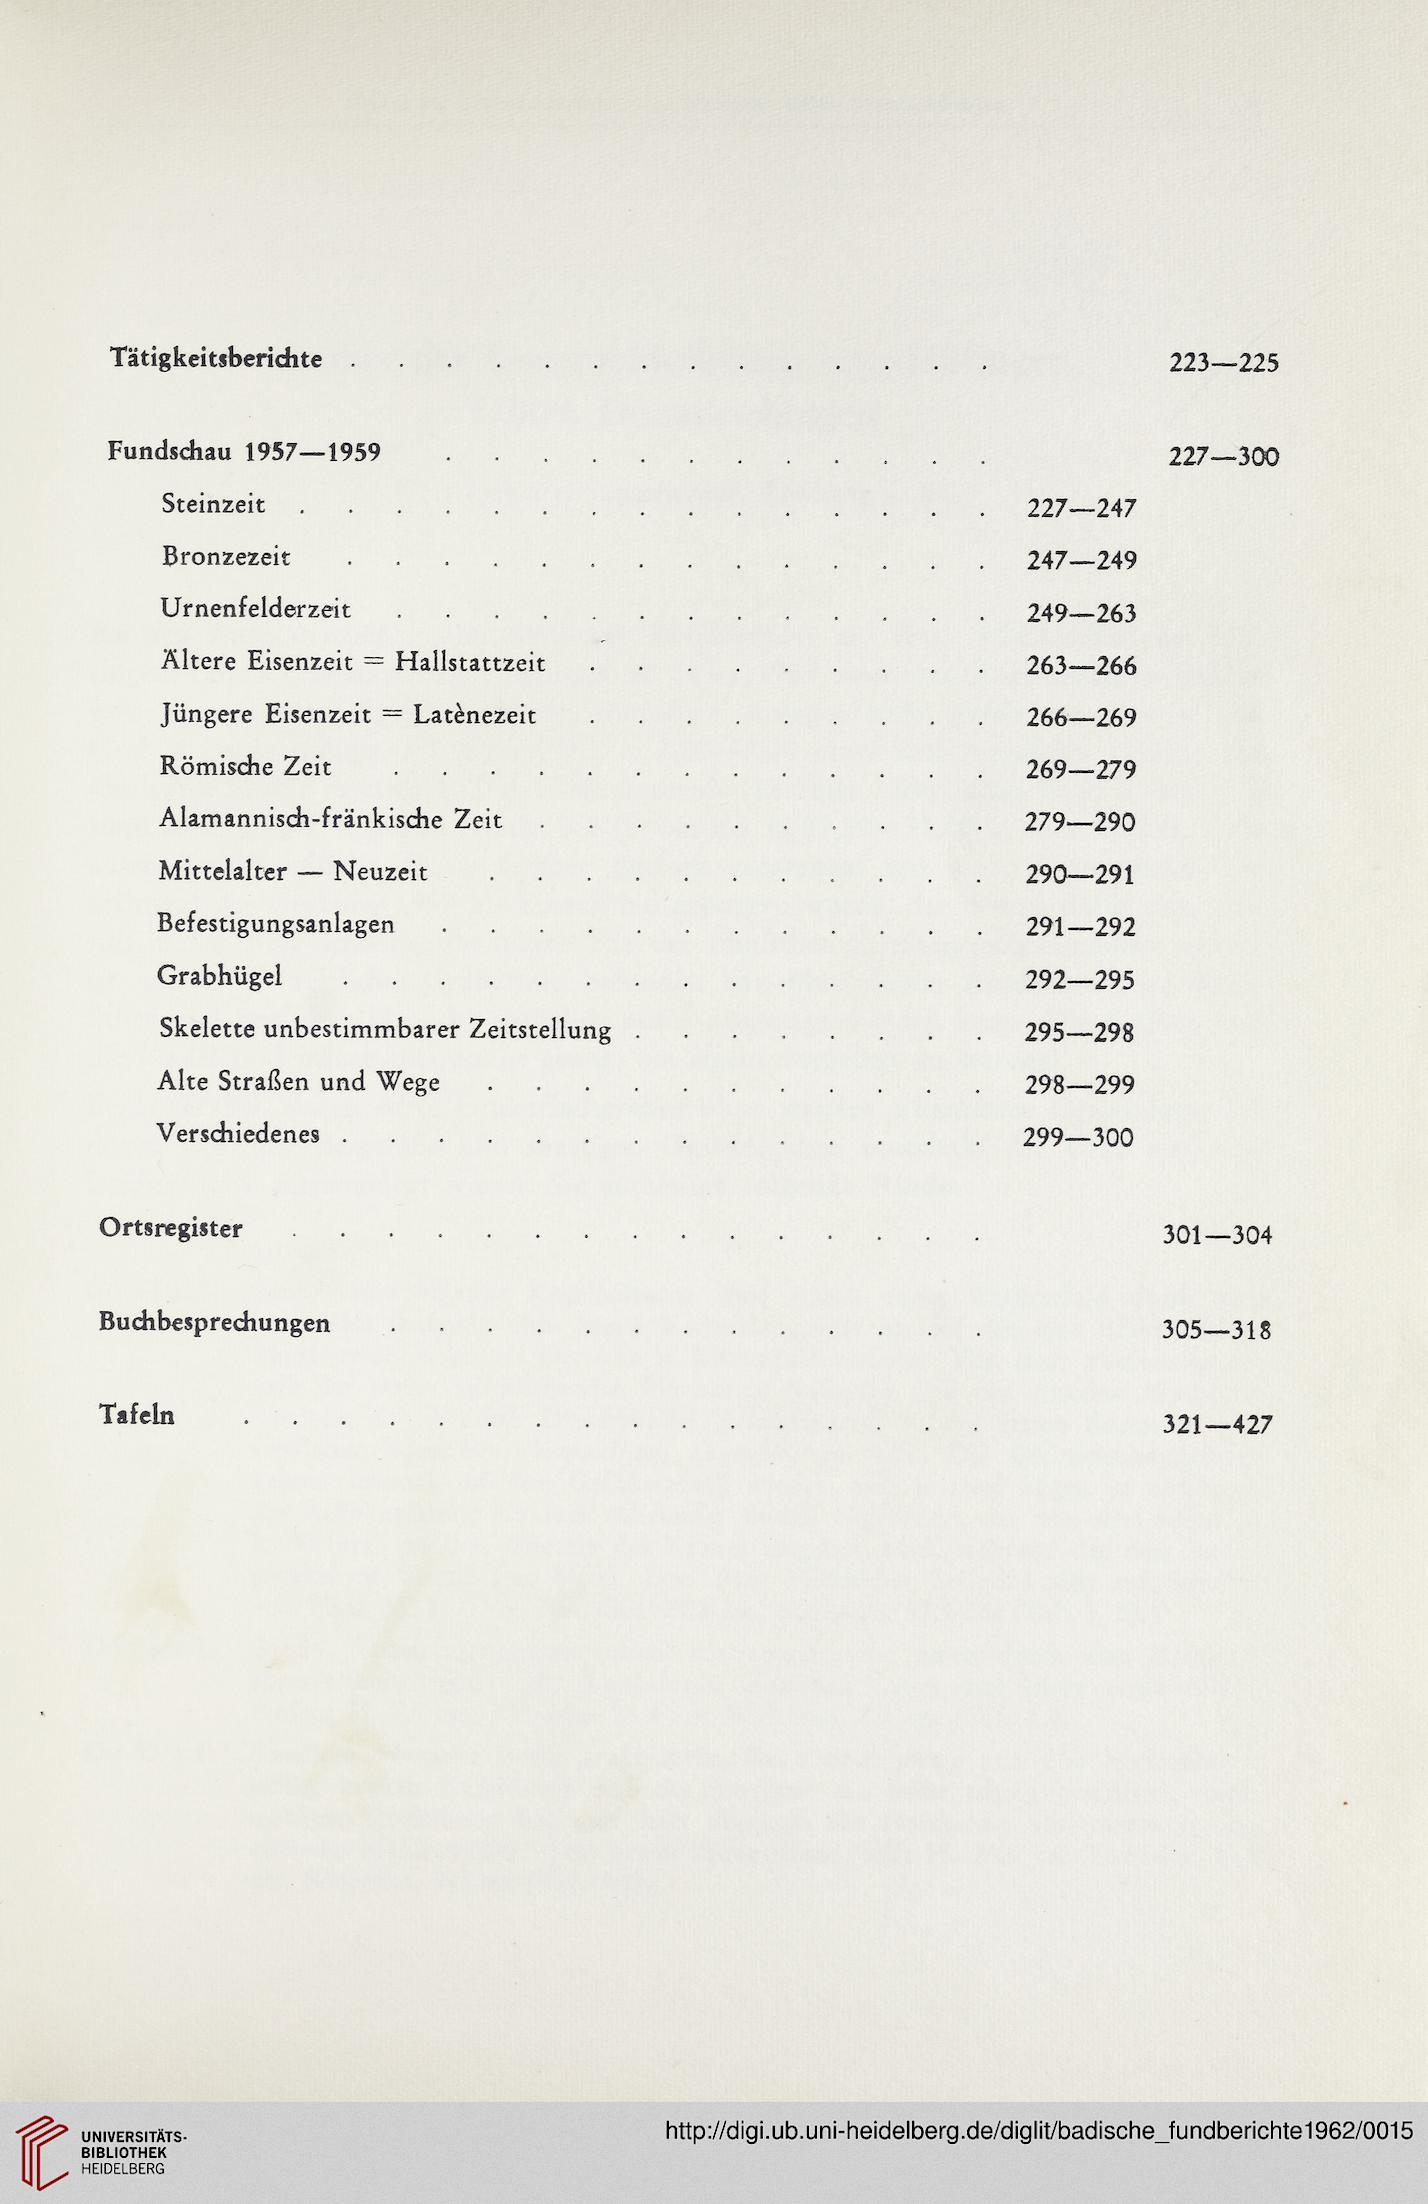 Tätigkeitsberichte . . . . . . . . . . . . . . 223—225
Fundschau 1957—1959 . . . . . . . . . . . . 227—300
Steinzeit . . . . . . . . . . . . . . . 227—247
Bronzezeit . . . . . . . . . . . . . . 247—249
Urnenfelderzeit . . . . . . . . . . . . . 249—263
Ältere Eisenzeit = Hallstattzeit . . . . . . . . . 263—266
Jüngere Eisenzeit = Latènezeit . . . . . . . . . 266—269
Römische Zeit . . . . . . . . . . . . . 269—279
Alamannisch-fränkische Zeit . . . . . . . . . . 279—290
Mittelalter — Neuzeit . . . . . . . . . . . 290—291
Befestigungsanlagen . . . . . . . . . . . . 291—292
Grabhügel . . . . . . . . . . . . . . 292—295
Skelette unbestimmbarer Zeitstellung . . . . . . . . 295—298
Alte Straßen und Wege . . . . . . . . . . . 298—299
Verschiedenes . . . . . . . . . . . . . . 299—300
Ortsregister . . . . . . . . . . . . . . . 301—304
Buchbesprechungen . . . . . . . . . . . . . 305—318
Tafeln . . . . . . . . . . . . . . . . 321—427
UNIVERSITÄTS-
BIBLIOTHEK
HEIDELBERG
http://digi.ub.uni-heidelberg.de/diglit/badische_fundberichte1962/0015